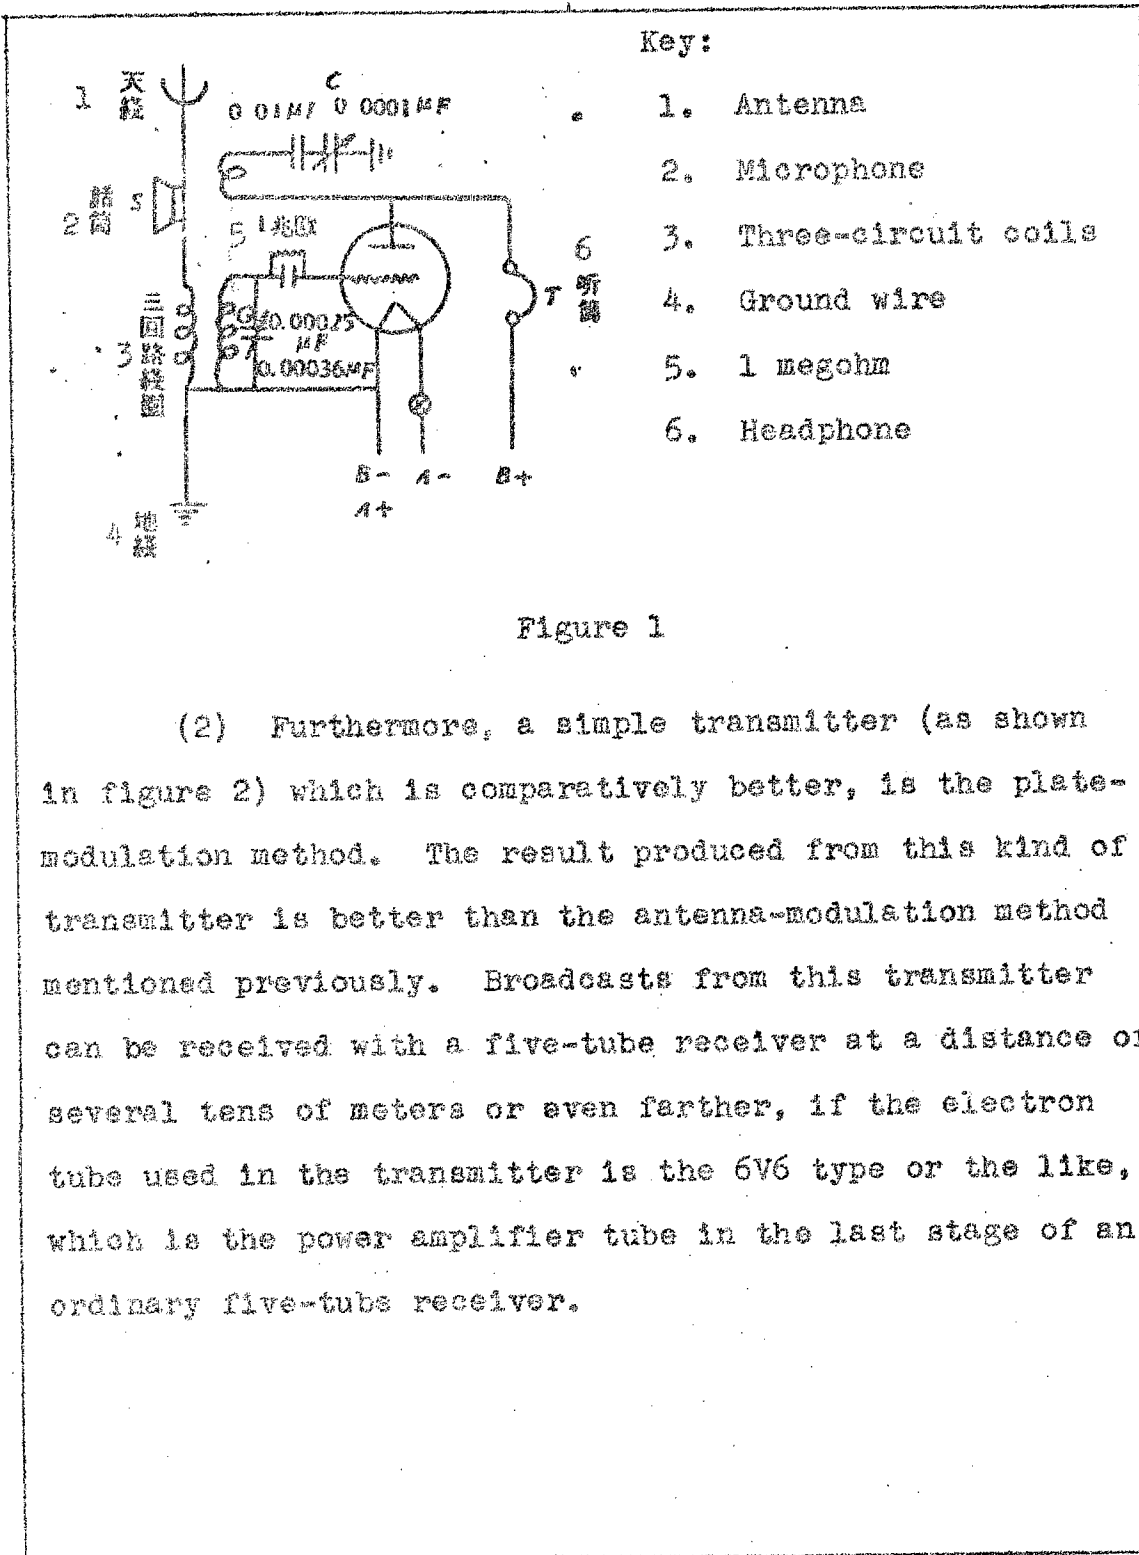 Key:
1 天線
C
0 01μf 0 0001μF
1. Antenna
2. Microphone
2 話筒 S
5 1兆欧
3. Three-circuit coils
6 听筒 T
4. Ground wire
3 三回路線圈
0.00025
μF
0.00036μF
5. 1 megohm
6. Headphone
B- A- B+
A+
4 地線
Figure 1
(2) Furthermore, a simple transmitter (as shown
in figure 2) which is comparatively better, is the plate-
modulation method. The result produced from this kind of
transmitter is better than the antenna-modulation method
mentioned previously. Broadcasts from this transmitter
can be received with a five-tube receiver at a distance of
several tens of meters or even farther, if the electron
tube used in the transmitter is the 6V6 type or the like,
which is the power amplifier tube in the last stage of an
ordinary five-tubs receiver.